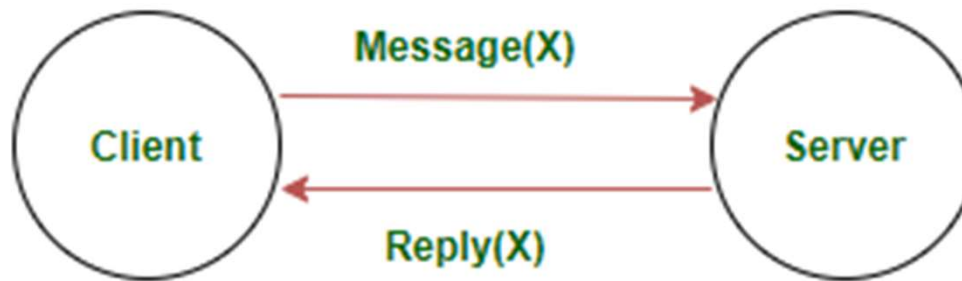 Message(X)
Client
Server
Reply(X)